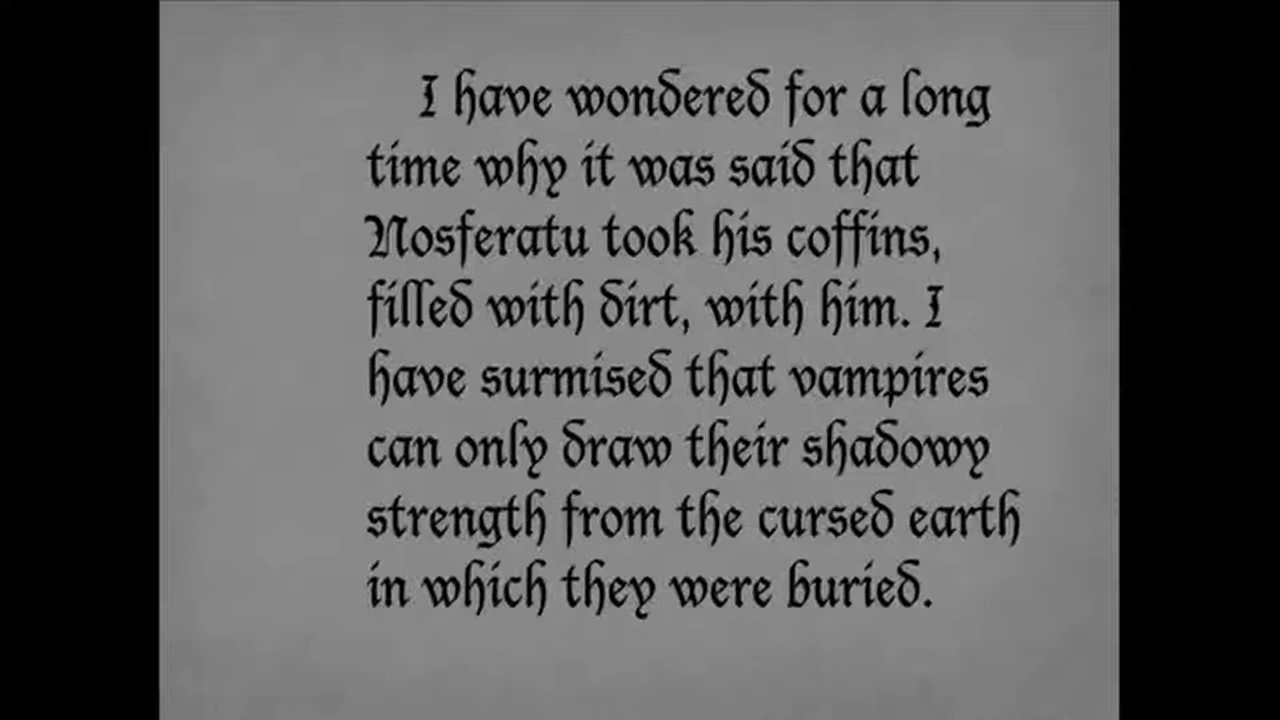 I have wondered for a long
time why it was said that
Nosferatu took his coffins,
filled with dirt, with him. I
have surmised that vampires
can only draw their shadowy
strength from the cursed earth
in which they were buried.